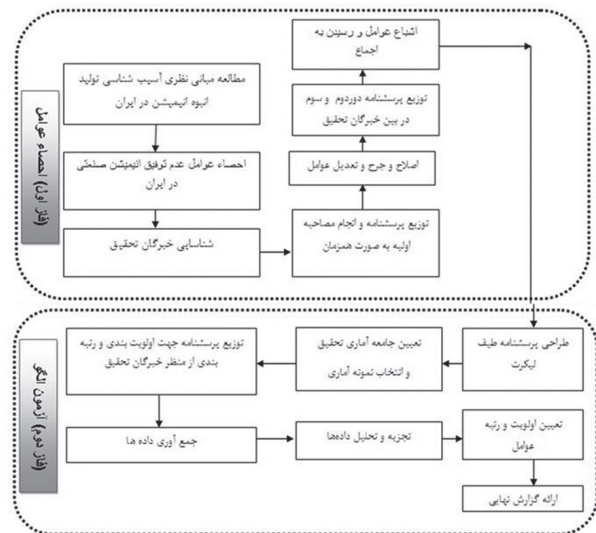 (فاز اول) احصاء عوامل
مطالعه مبانی نظری آسیب شناسی تولید
انبوه انیمیشن در ایران
احصاء عوامل عدم توفیق انیمیشن صنعتی
در ایران
شناسایی خبرگان تحقیق
توزیع پرسشنامه و انجام مصاحبه
اولیه به صورت همزمان
اصلاح و جرح و تعدیل عوامل
توزیع پرسشنامه دوردوم و سوم
در بین خبرگان تحقیق
اشباع عوامل و رسیدن به
اجماع
(فاز دوم) آزمون الگو
طراحی پرسشنامه طیف
لیکرت
تعیین جامعه آماری تحقیق
و انتخاب نمونه آماری
توزیع پرسشنامه جهت اولویت بندی و رتبه
بندی از منظر خبرگان تحقیق
جمع آوری داده ها
تجزیه و تحلیل داده‌ها
تعیین اولویت و رتبه
عوامل
ارائه گزارش نهایی